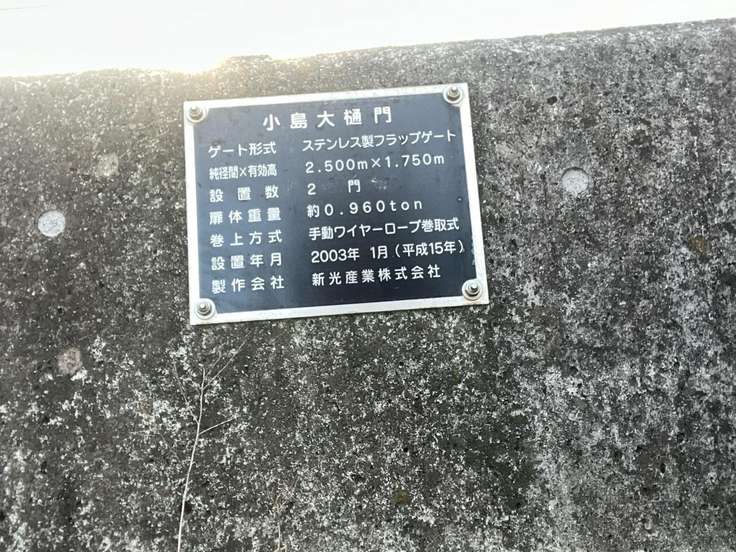 小島大樋門
ゲート形式 ステンレス製フラップゲート
純径間×有効高 2.500m×1.750m
設置数 2門
扉体重量 約0.960ton
巻上方式 手動ワイヤーロープ巻取式
設置年月 2003年 1月(平成15年)
製作会社 新光産業株式会社